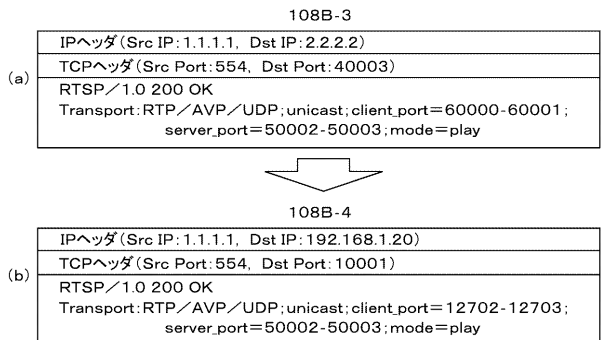 108B-3
(a)
IPヘッダ(Src IP:1.1.1.1, Dst IP:2.2.2.2)
TCPヘッダ(Src Port:554, Dst Port:40003)
RTSP/1.0 200 OK
Transport:RTP/AVP/UDP;unicast;client_port=60000-60001;
server_port=50002-50003;mode=play
108B-4
(b)
IPヘッダ(Src IP:1.1.1.1, Dst IP:192.168.1.20)
TCPヘッダ(Src Port:554, Dst Port:10001)
RTSP/1.0 200 OK
Transport:RTP/AVP/UDP;unicast;client_port=12702-12703;
server_port=50002-50003;mode=play